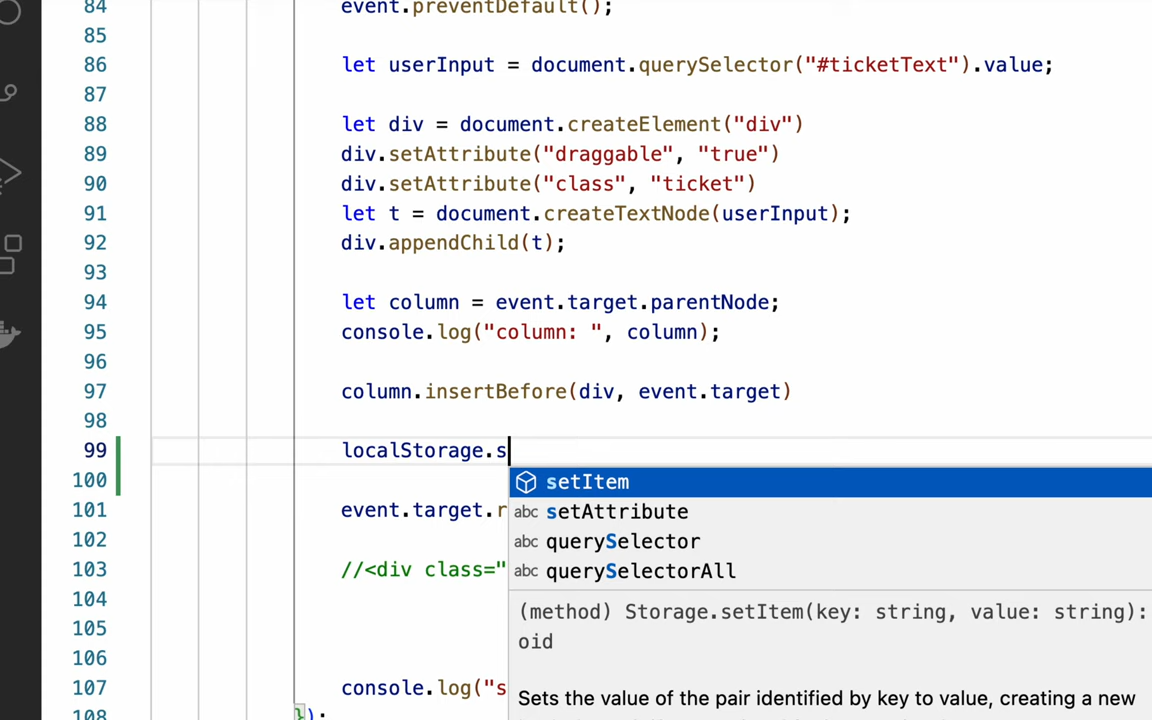 84 event.preventDefault();
85
86 let userInput = document.querySelector("#ticketText").value;
87
88 let div = document.createElement("div")
89 div.setAttribute("draggable", "true")
90 div.setAttribute("class", "ticket")
91 let t = document.createTextNode(userInput);
92 div.appendChild(t);
93
94 let column = event.target.parentNode;
95 console.log("column: ", column);
96
97 column.insertBefore(div, event.target)
98
99 localStorage.s
100 setItem
101 event.target.r abc setAttribute
102 abc querySelector
103 //<div class=" abc querySelectorAll
104 (method) Storage.setItem(key: string, value: string):
105 oid
106
107 console.log("s Sets the value of the pair identified by key to value, creating a new
108 });